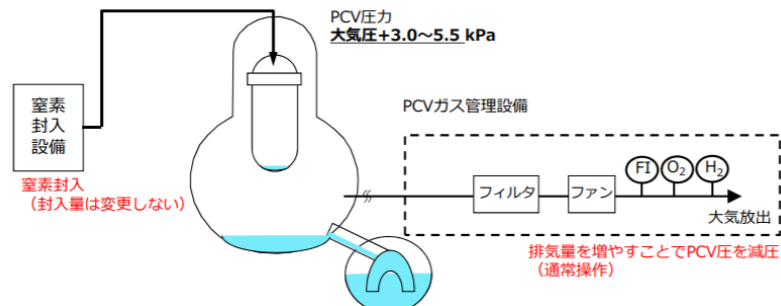 PCV圧力
大気圧+3.0～5.5 kPa
窒素
封入
設備
窒素封入
（封入量は変更しない）
PCVガス管理設備
フィルタ
ファン
FI
O₂
H₂
大気放出
排気量を増やすことでPCV圧を減圧
（通常操作）